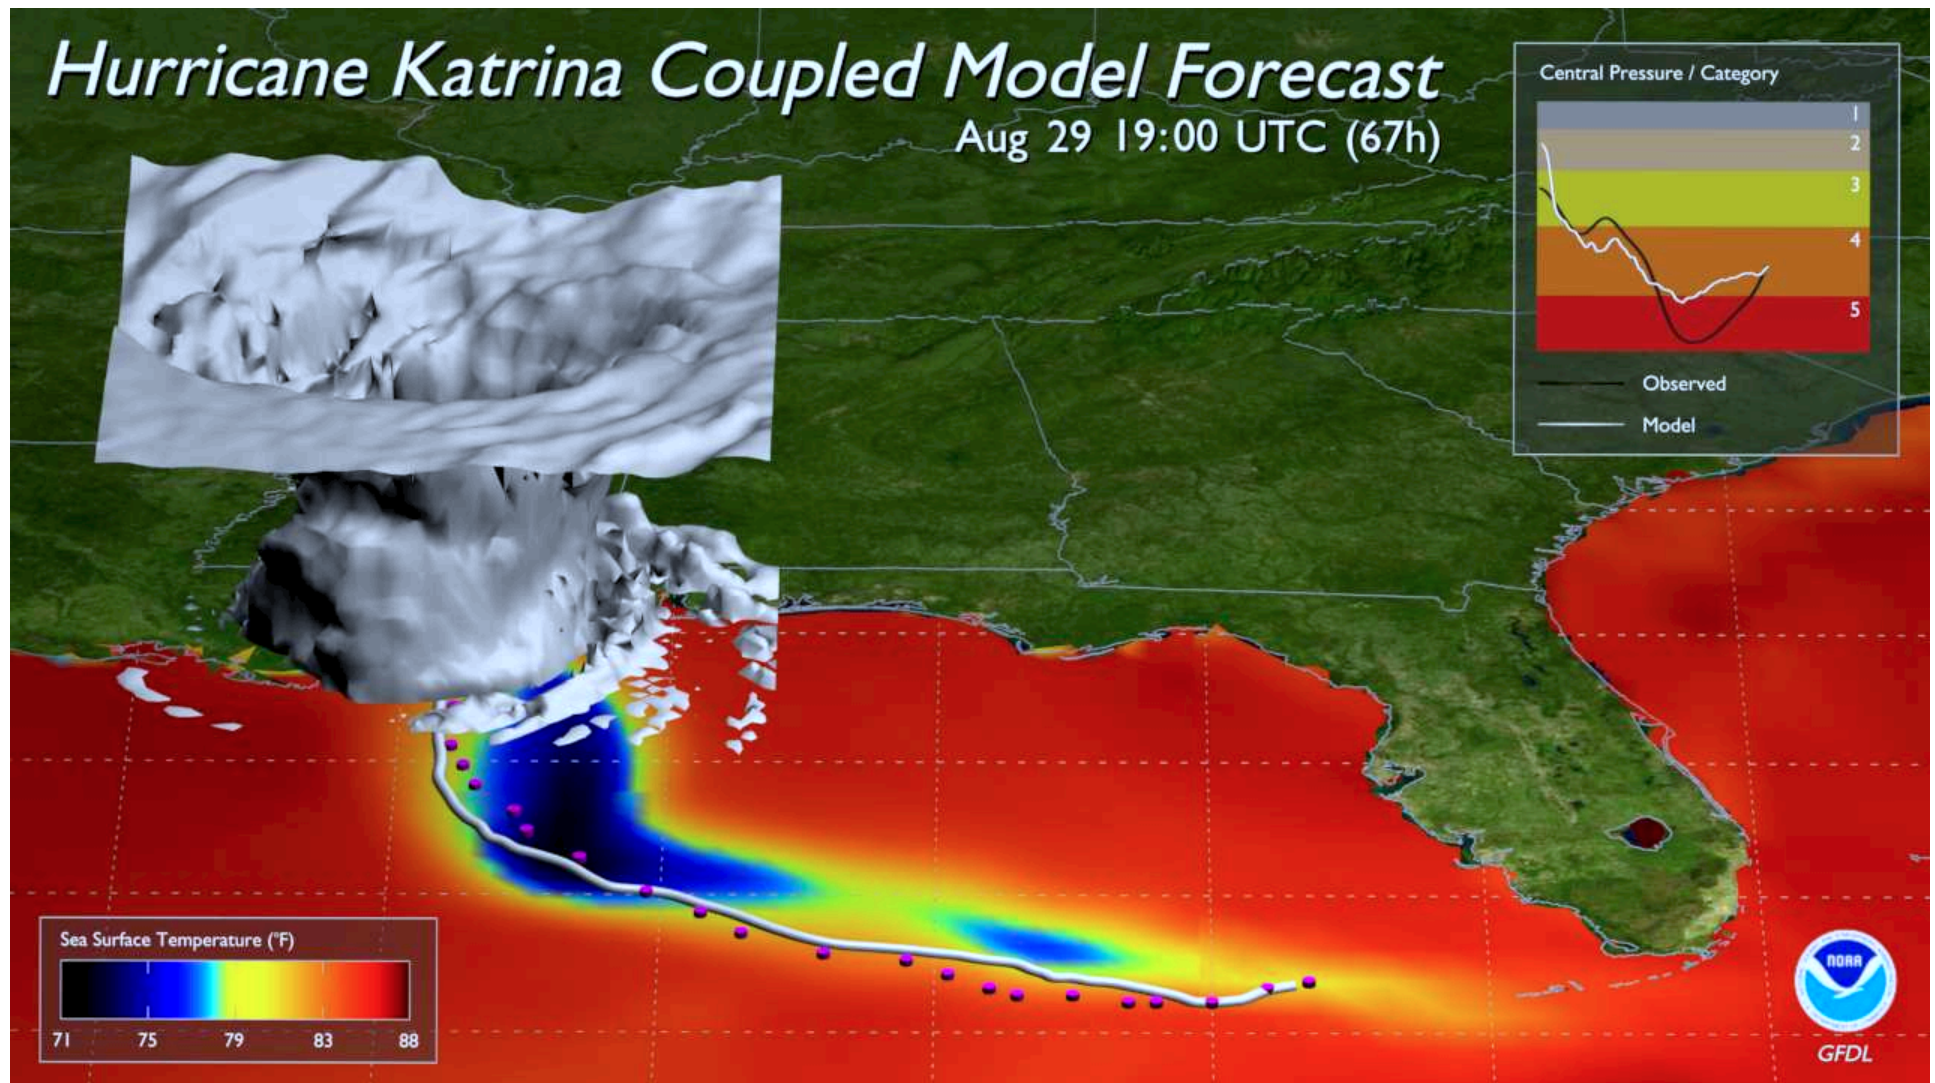 Hurricane Katrina Coupled Model Forecast
Aug 29 19:00 UTC (67h)
Central Pressure / Category
1
2
3
4
5
Observed
Model
Sea Surface Temperature (°F)
71 75 79 83 88
NOAA
GFDL